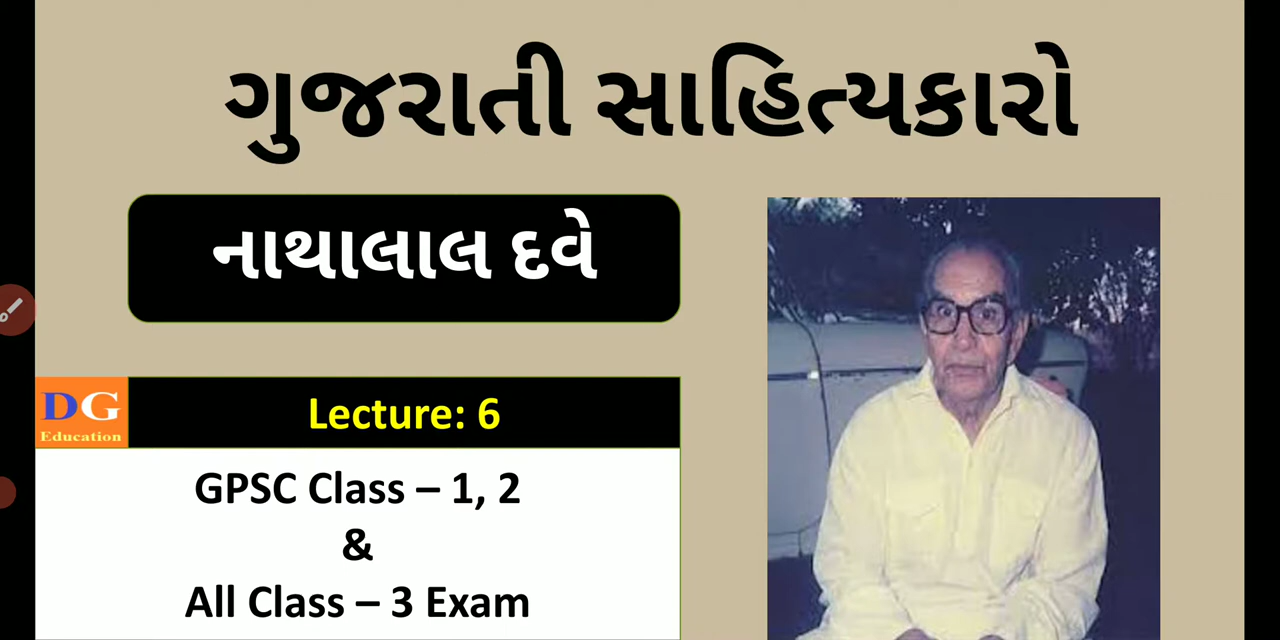 ગુજરાતી સાહિત્યકારો
નાથાલાલ દવે
DG
Education
Lecture: 6
GPSC Class – 1, 2
&
All Class – 3 Exam